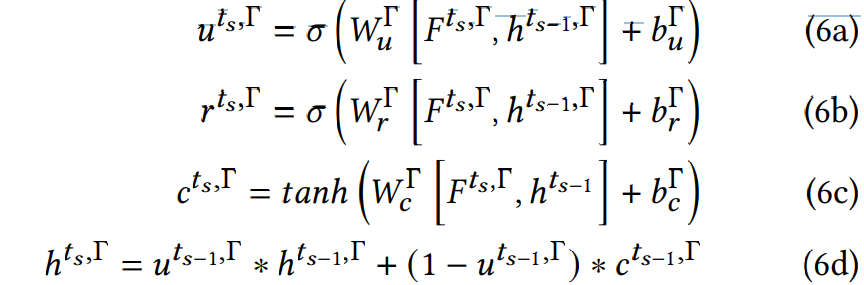 u^{t_s,Γ} = σ ( W_u^Γ [ F^{t_s,Γ}, h^{t_{s-1},Γ} ] + b_u^Γ ) (6a)
r^{t_s,Γ} = σ ( W_r^Γ [ F^{t_s,Γ}, h^{t_{s-1},Γ} ] + b_r^Γ ) (6b)
c^{t_s,Γ} = tanh ( W_c^Γ [ F^{t_s,Γ}, h^{t_{s-1}} ] + b_c^Γ ) (6c)
h^{t_s,Γ} = u^{t_{s-1},Γ} * h^{t_{s-1},Γ} + (1 − u^{t_{s-1},Γ}) * c^{t_{s-1},Γ} (6d)